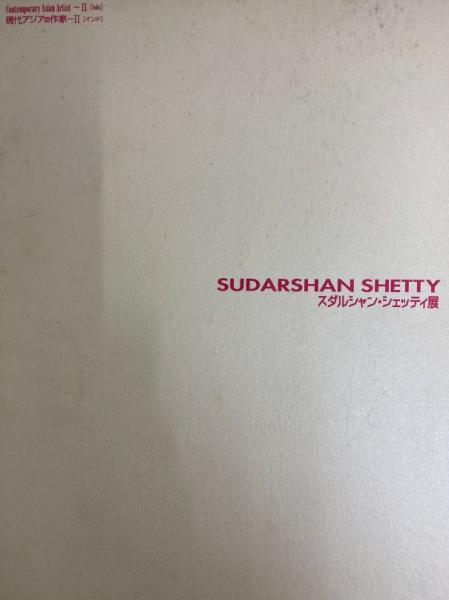 Contemporary Asian Artist－II [India]
現代アジアの作家－II [インド]
SUDARSHAN SHETTY
スダルシャン・シェッティ展